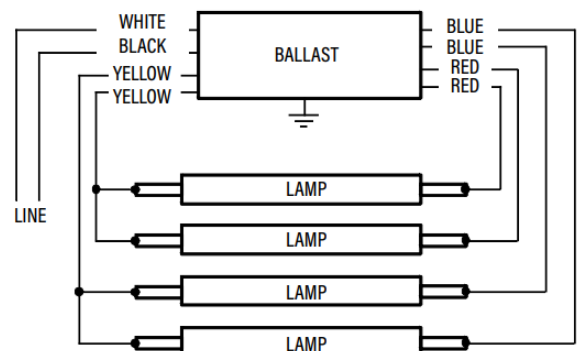 WHITE
BLACK
YELLOW
YELLOW
BALLAST
BLUE
BLUE
RED
RED
LINE
LAMP
LAMP
LAMP
LAMP